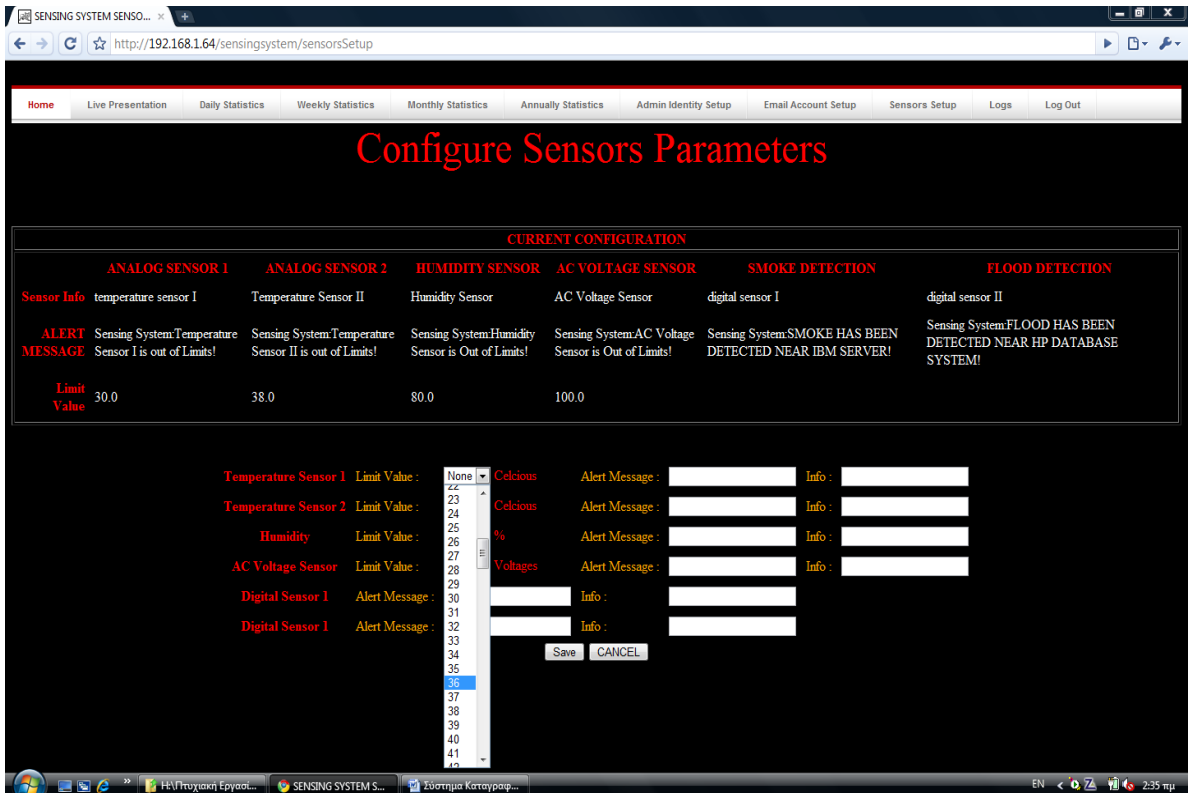 SENSING SYSTEM SENSO...
http://192.168.1.64/sensingsystem/sensorsSetup
Home Live Presentation Daily Statistics Weekly Statistics Monthly Statistics Annually Statistics Admin Identity Setup Email Account Setup Sensors Setup Logs Log Out
Configure Sensors Parameters
CURRENT CONFIGURATION
ANALOG SENSOR 1 ANALOG SENSOR 2 HUMIDITY SENSOR AC VOLTAGE SENSOR SMOKE DETECTION FLOOD DETECTION
Sensor Info temperature sensor I Temperature Sensor II Humidity Sensor AC Voltage Sensor digital sensor I digital sensor II
ALERT MESSAGE Sensing System:Temperature Sensor I is out of Limits! Sensing System:Temperature Sensor II is out of Limits! Sensing System:Humidity Sensor is Out of Limits! Sensing System:AC Voltage Sensor is Out of Limits! Sensing System:SMOKE HAS BEEN DETECTED NEAR IBM SERVER! Sensing System:FLOOD HAS BEEN DETECTED NEAR HP DATABASE SYSTEM!
Limit Value 30.0 38.0 80.0 100.0
Temperature Sensor 1 Limit Value : None Celcious Alert Message : Info :
Temperature Sensor 2 Limit Value : Celcious Alert Message : Info :
Humidity Limit Value : % Alert Message : Info :
AC Voltage Sensor Limit Value : Voltages Alert Message : Info :
Digital Sensor 1 Alert Message : Info :
Digital Sensor 1 Alert Message : Info :
22
23
24
25
26
27
28
29
30
31
32
33
34
35
36
37
38
39
40
41
42
Save CANCEL
H:\Πτυχιακή Εργασί... SENSING SYSTEM S... Σύστημα Καταγραφ... EN 2:35 πμ